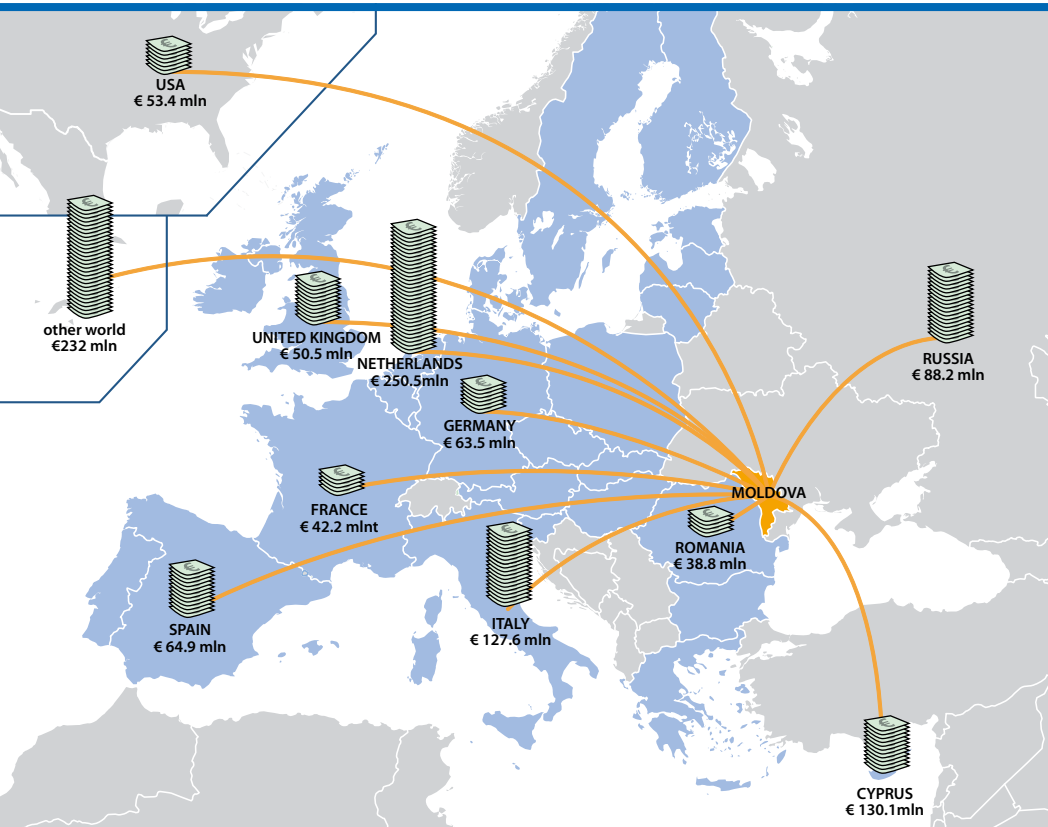 USA
€ 53.4 mln
other world
€232 mln
UNITED KINGDOM
€ 50.5 mln
NETHERLANDS
€ 250.5mln
RUSSIA
€ 88.2 mln
GERMANY
€ 63.5 mln
MOLDOVA
FRANCE
€ 42.2 mlnt
ROMANIA
€ 38.8 mln
SPAIN
€ 64.9 mln
ITALY
€ 127.6 mln
CYPRUS
€ 130.1mln